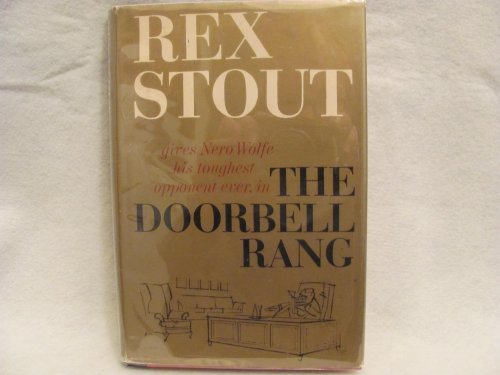 REX
STOUT
gives Nero Wolfe
his toughest
opponent ever, in THE
DOORBELL
RANG